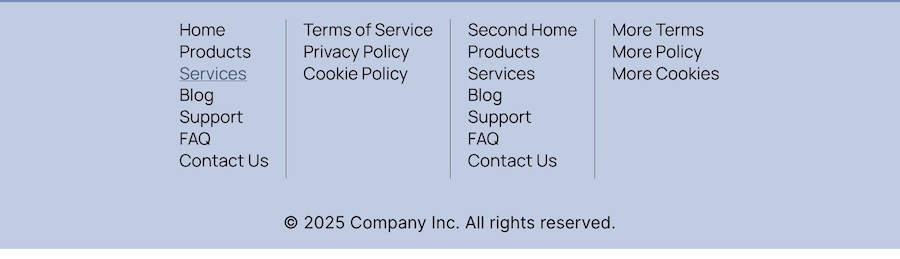 Home
Products
Services
Blog
Support
FAQ
Contact Us
Terms of Service
Privacy Policy
Cookie Policy
Second Home
Products
Services
Blog
Support
FAQ
Contact Us
More Terms
More Policy
More Cookies
© 2025 Company Inc. All rights reserved.